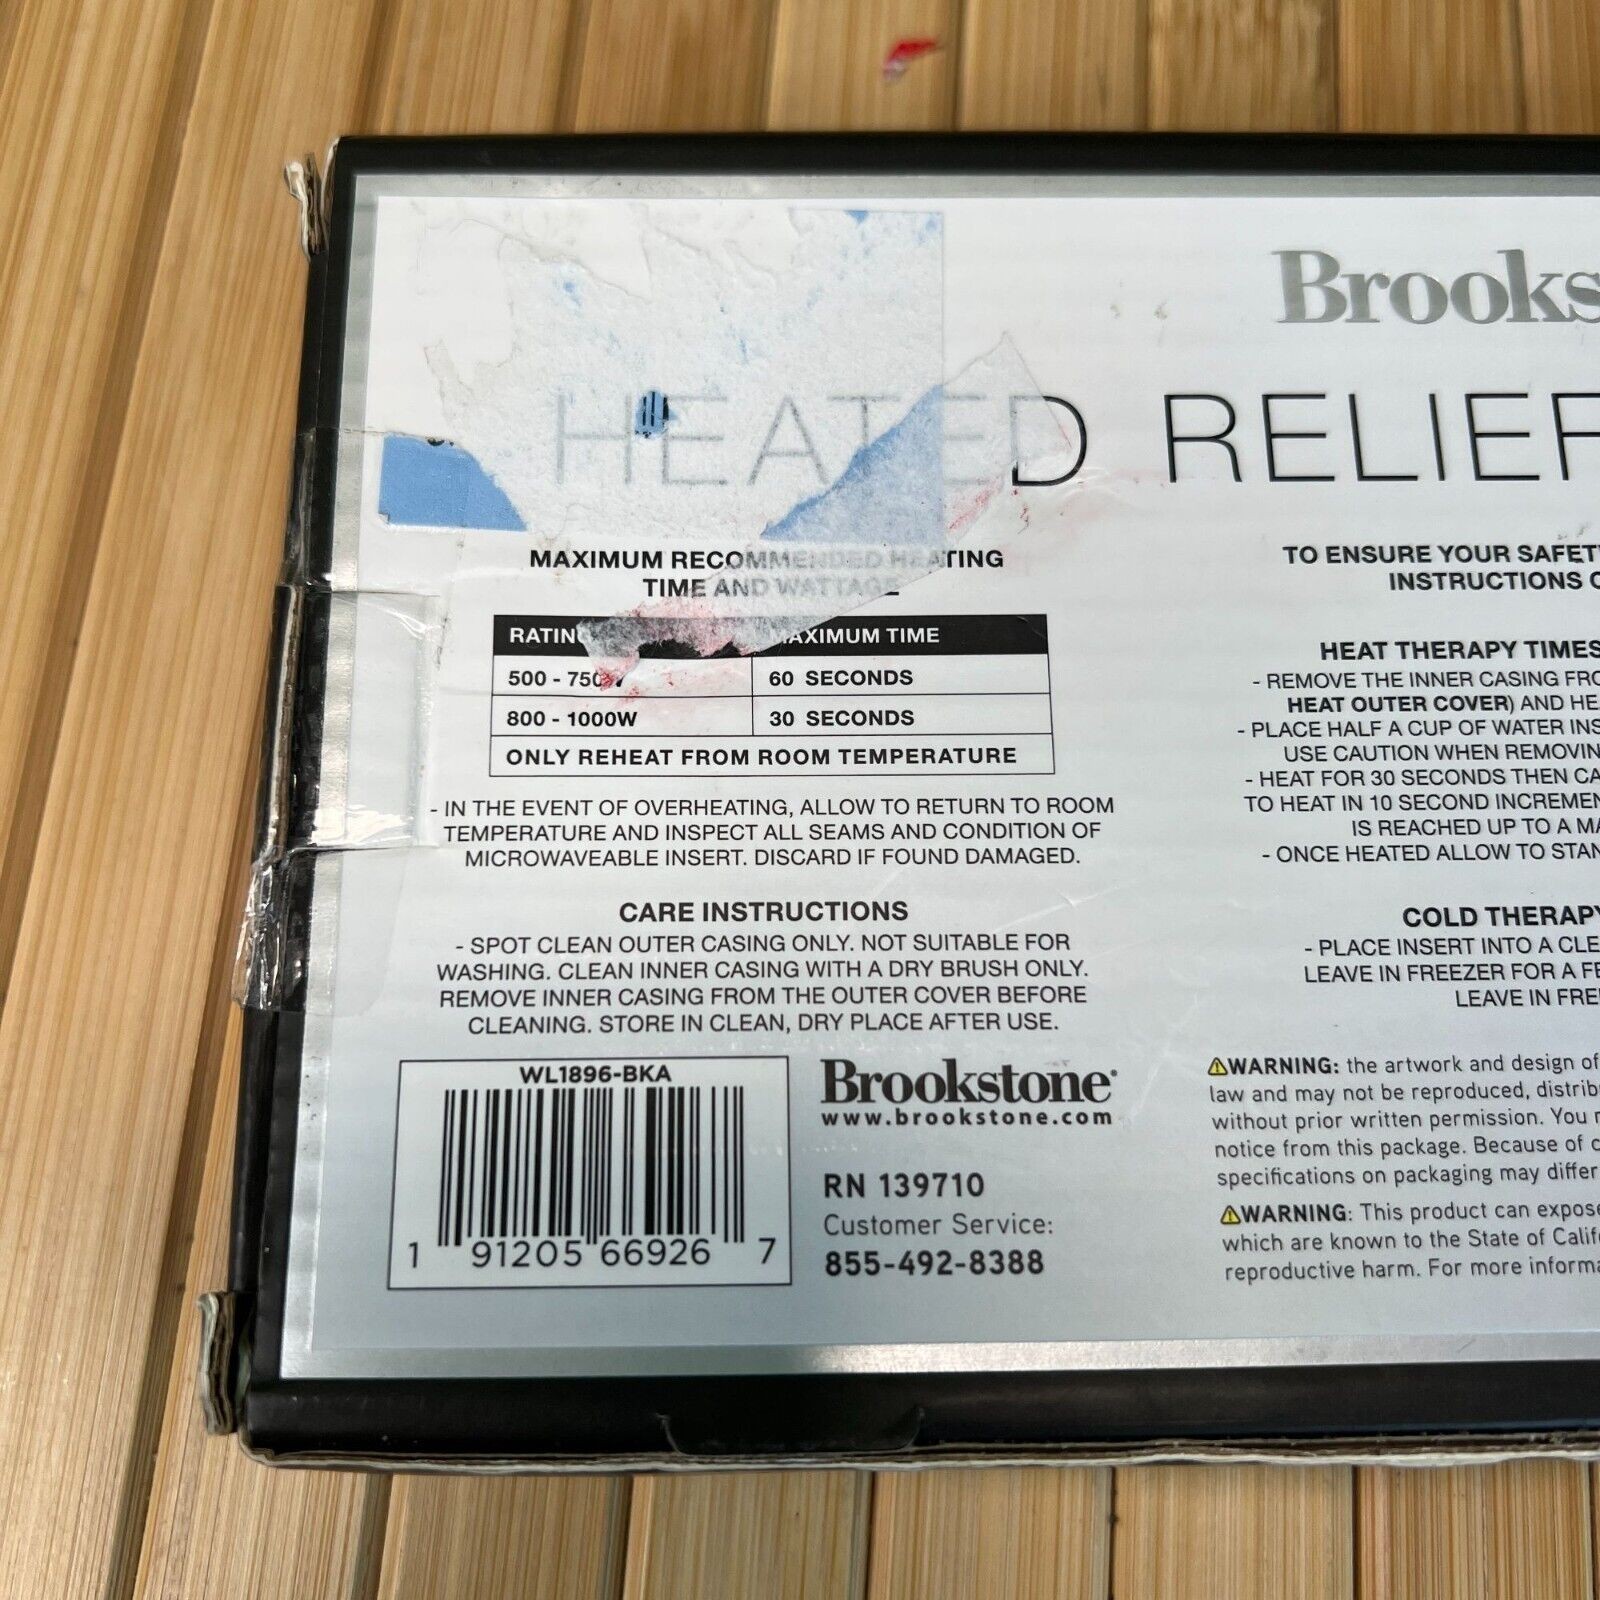 Brooks
HEATED RELIEF
MAXIMUM RECOMMENDED HEATING
TIME AND WATTAGE
RATING MAXIMUM TIME
500 - 750W 60 SECONDS
800 - 1000W 30 SECONDS
ONLY REHEAT FROM ROOM TEMPERATURE
- IN THE EVENT OF OVERHEATING, ALLOW TO RETURN TO ROOM
TEMPERATURE AND INSPECT ALL SEAMS AND CONDITION OF
MICROWAVEABLE INSERT. DISCARD IF FOUND DAMAGED.
CARE INSTRUCTIONS
- SPOT CLEAN OUTER CASING ONLY. NOT SUITABLE FOR
WASHING. CLEAN INNER CASING WITH A DRY BRUSH ONLY.
REMOVE INNER CASING FROM THE OUTER COVER BEFORE
CLEANING. STORE IN CLEAN, DRY PLACE AFTER USE.
WL1896-BKA
1 91205 66926 7
Brookstone
www.brookstone.com
RN 139710
Customer Service:
855-492-8388
TO ENSURE YOUR SAFET
INSTRUCTIONS
HEAT THERAPY TIMES
- REMOVE THE INNER CASING FRO
HEAT OUTER COVER) AND HE
- PLACE HALF A CUP OF WATER INS
USE CAUTION WHEN REMOVIN
- HEAT FOR 30 SECONDS THEN CA
TO HEAT IN 10 SECOND INCREMEN
IS REACHED UP TO A MA
- ONCE HEATED ALLOW TO STAN
COLD THERAPY
- PLACE INSERT INTO A CLE
LEAVE IN FREEZER FOR A FE
LEAVE IN FRE
WARNING: the artwork and design of
law and may not be reproduced, distrib
without prior written permission. You
notice from this package. Because of
specifications on packaging may differ
WARNING: This product can expose
which are known to the State of Calif
reproductive harm. For more informa